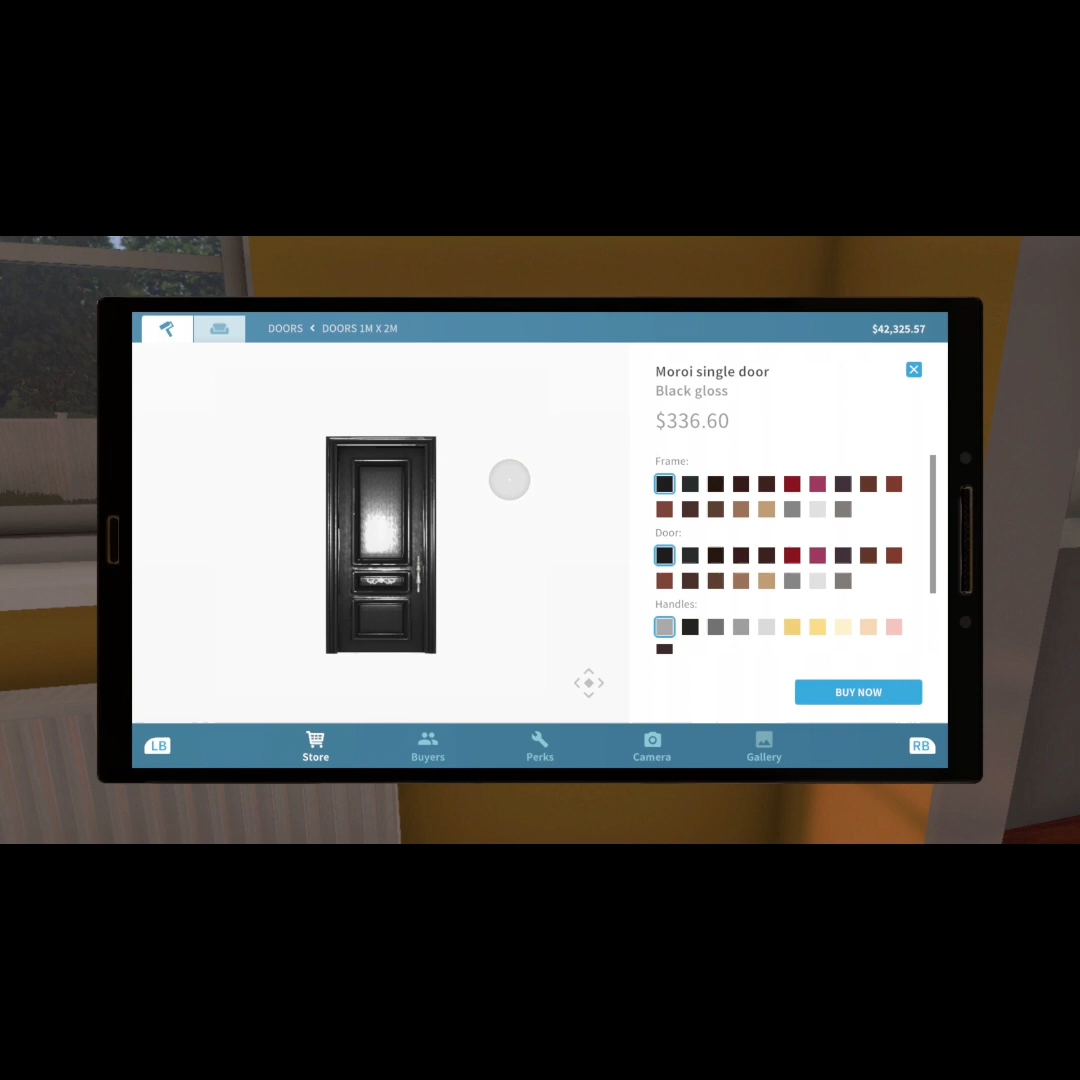 DOORS < DOORS 1M X 2M
$42,325.57
Moroi single door
Black gloss
$336.60
Frame:
Door:
Handles:
BUY NOW
LB
Store
Buyers
Perks
Camera
Gallery
RB